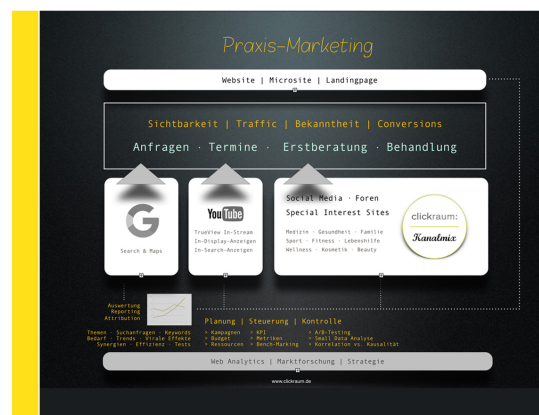 Praxis-Marketing
Website | Microsite | Landingpage
Sichtbarkeit | Traffic | Bekanntheit | Conversions
Anfragen · Termine · Erstberatung · Behandlung
Search & Maps
YouTube
TrueView In-Stream
In-Display-Anzeigen
In-Search-Anzeigen
Social Media · Foren
Special Interest Sites
Medizin · Gesundheit · Familie
Sport · Fitness · Lebenshilfe
Wellness · Kosmetik · Beauty
clickraum:
Kanalmix
Auswertung
Reporting
Attribution
Themen · Suchanfragen · Keywords
Bedarf · Trends · Virale Effekte
Synergien · Effizienz · Tests
Planung | Steuerung | Kontrolle
> Kampagnen > API > A/B-Testing
> Budget > Metriken > Small Data Analyse
> Ressourcen > Bench-Marking > Korrelation vs. Kausalität
Web Analytics | Marktforschung | Strategie
www.clickraum.de